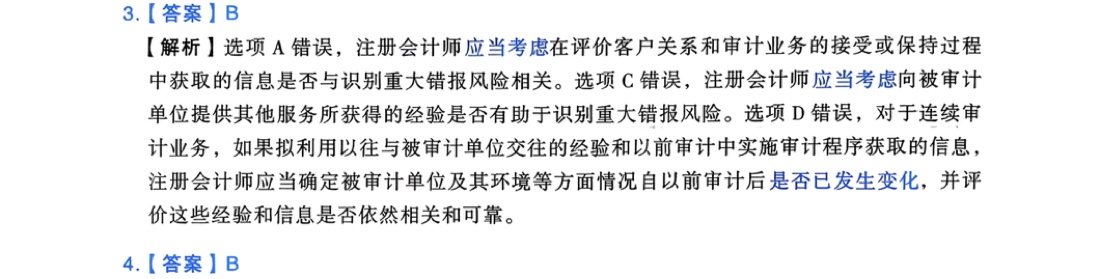 3.【答案】B
【解析】选项 A 错误，注册会计师应当考虑在评价客户关系和审计业务的接受或保持过程
中获取的信息是否与识别重大错报风险相关。选项 C 错误，注册会计师应当考虑向被审计
单位提供其他服务所获得的经验是否有助于识别重大错报风险。选项 D 错误，对于连续审
计业务，如果拟利用以往与被审计单位交往的经验和以前审计中实施审计程序获取的信息，
注册会计师应当确定被审计单位及其环境等方面情况自以前审计后是否已发生变化，并评
价这些经验和信息是否依然相关和可靠。
4.【答案】B